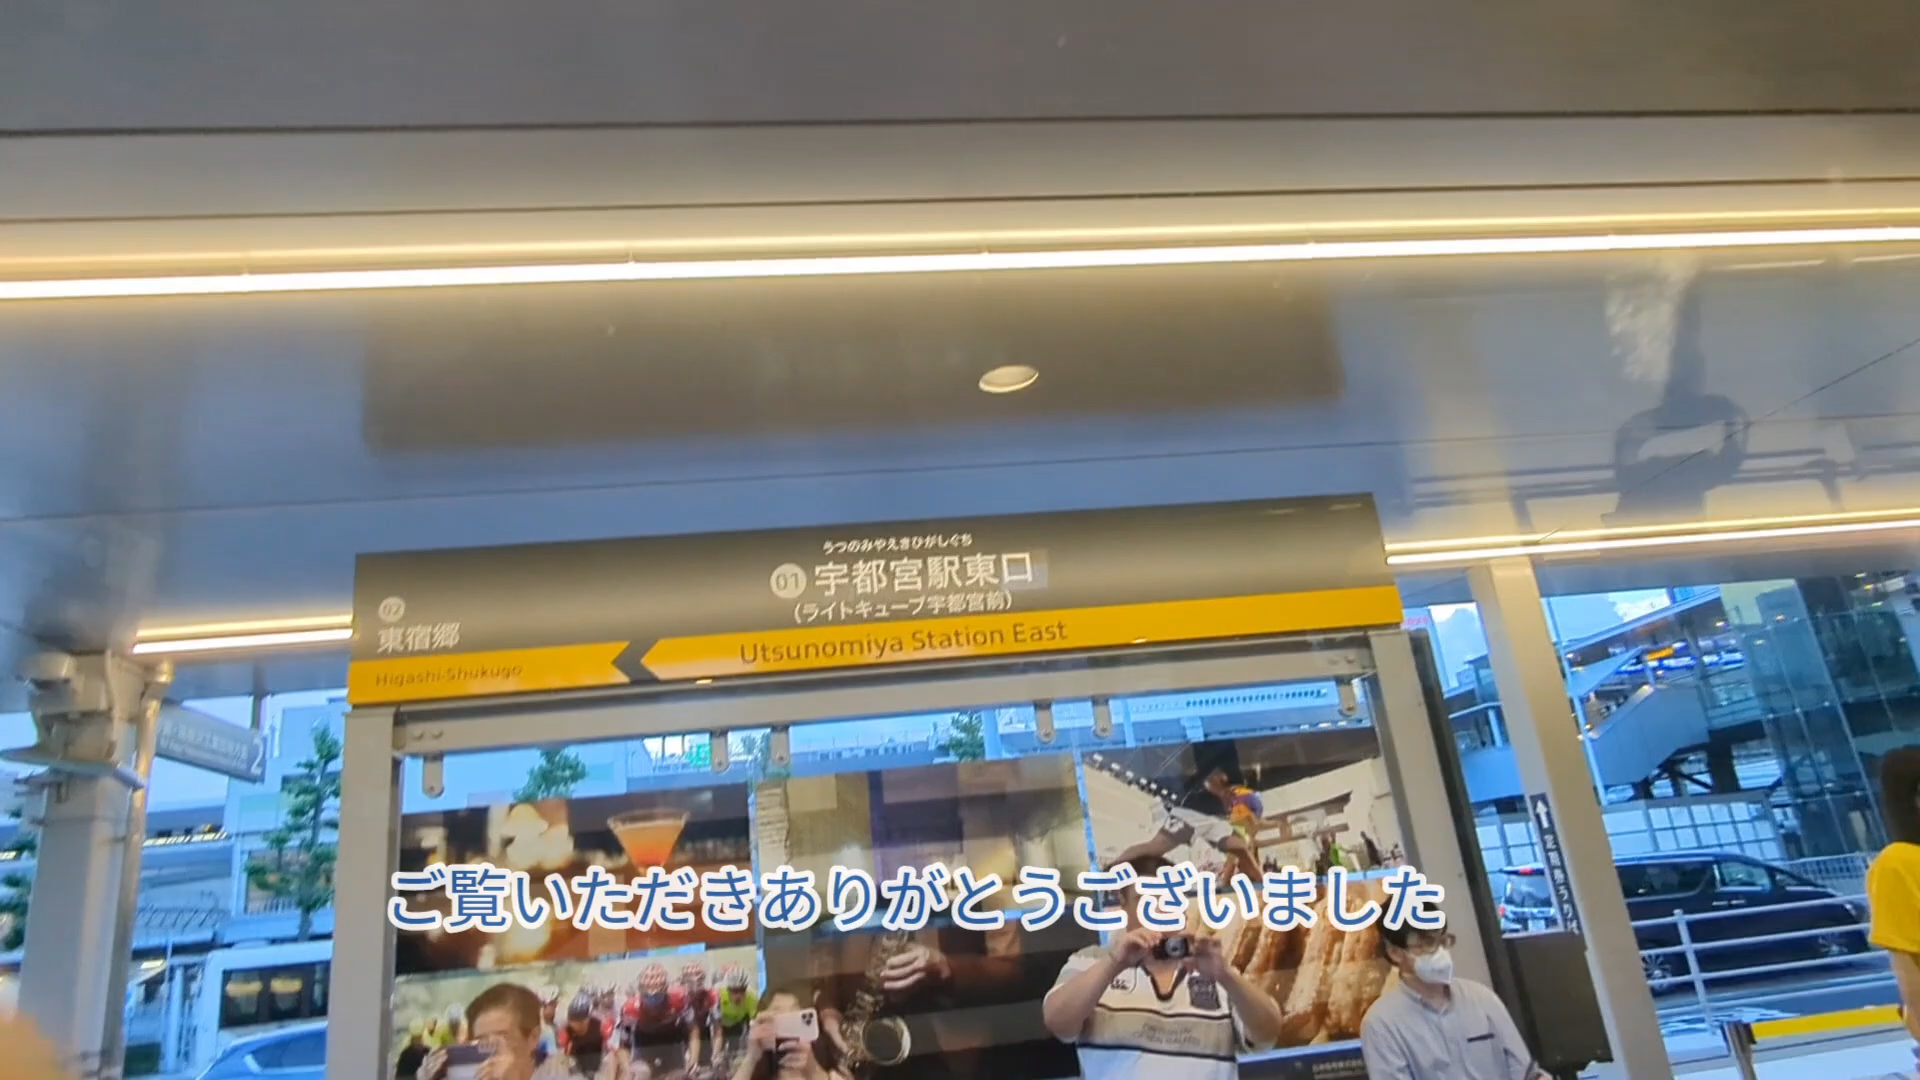 うつのみやえきひがしぐち
01 宇都宮駅東口
(ライトキューブ宇都宮前)
Utsunomiya Station East
02
東宿郷
Higashi-Shukugo
2
ご覧いただきありがとうございました